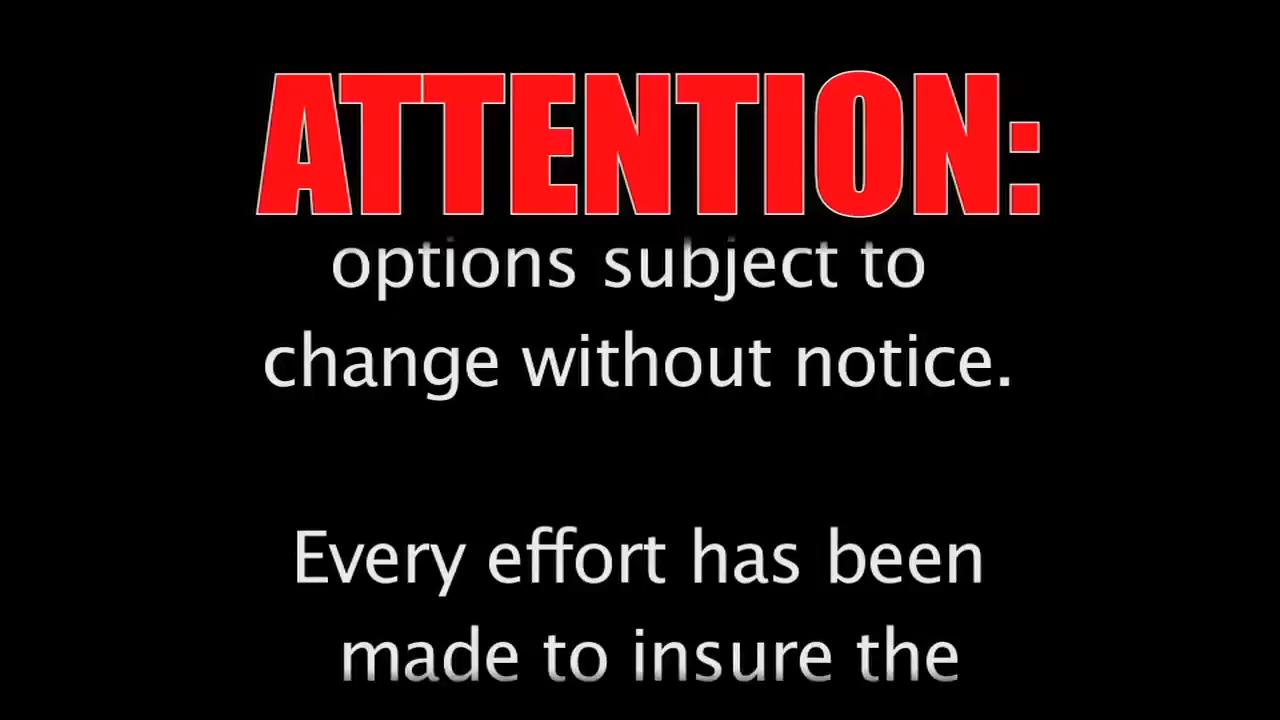 ATTENTION:
options subject to
change without notice.
Every effort has been
made to insure the